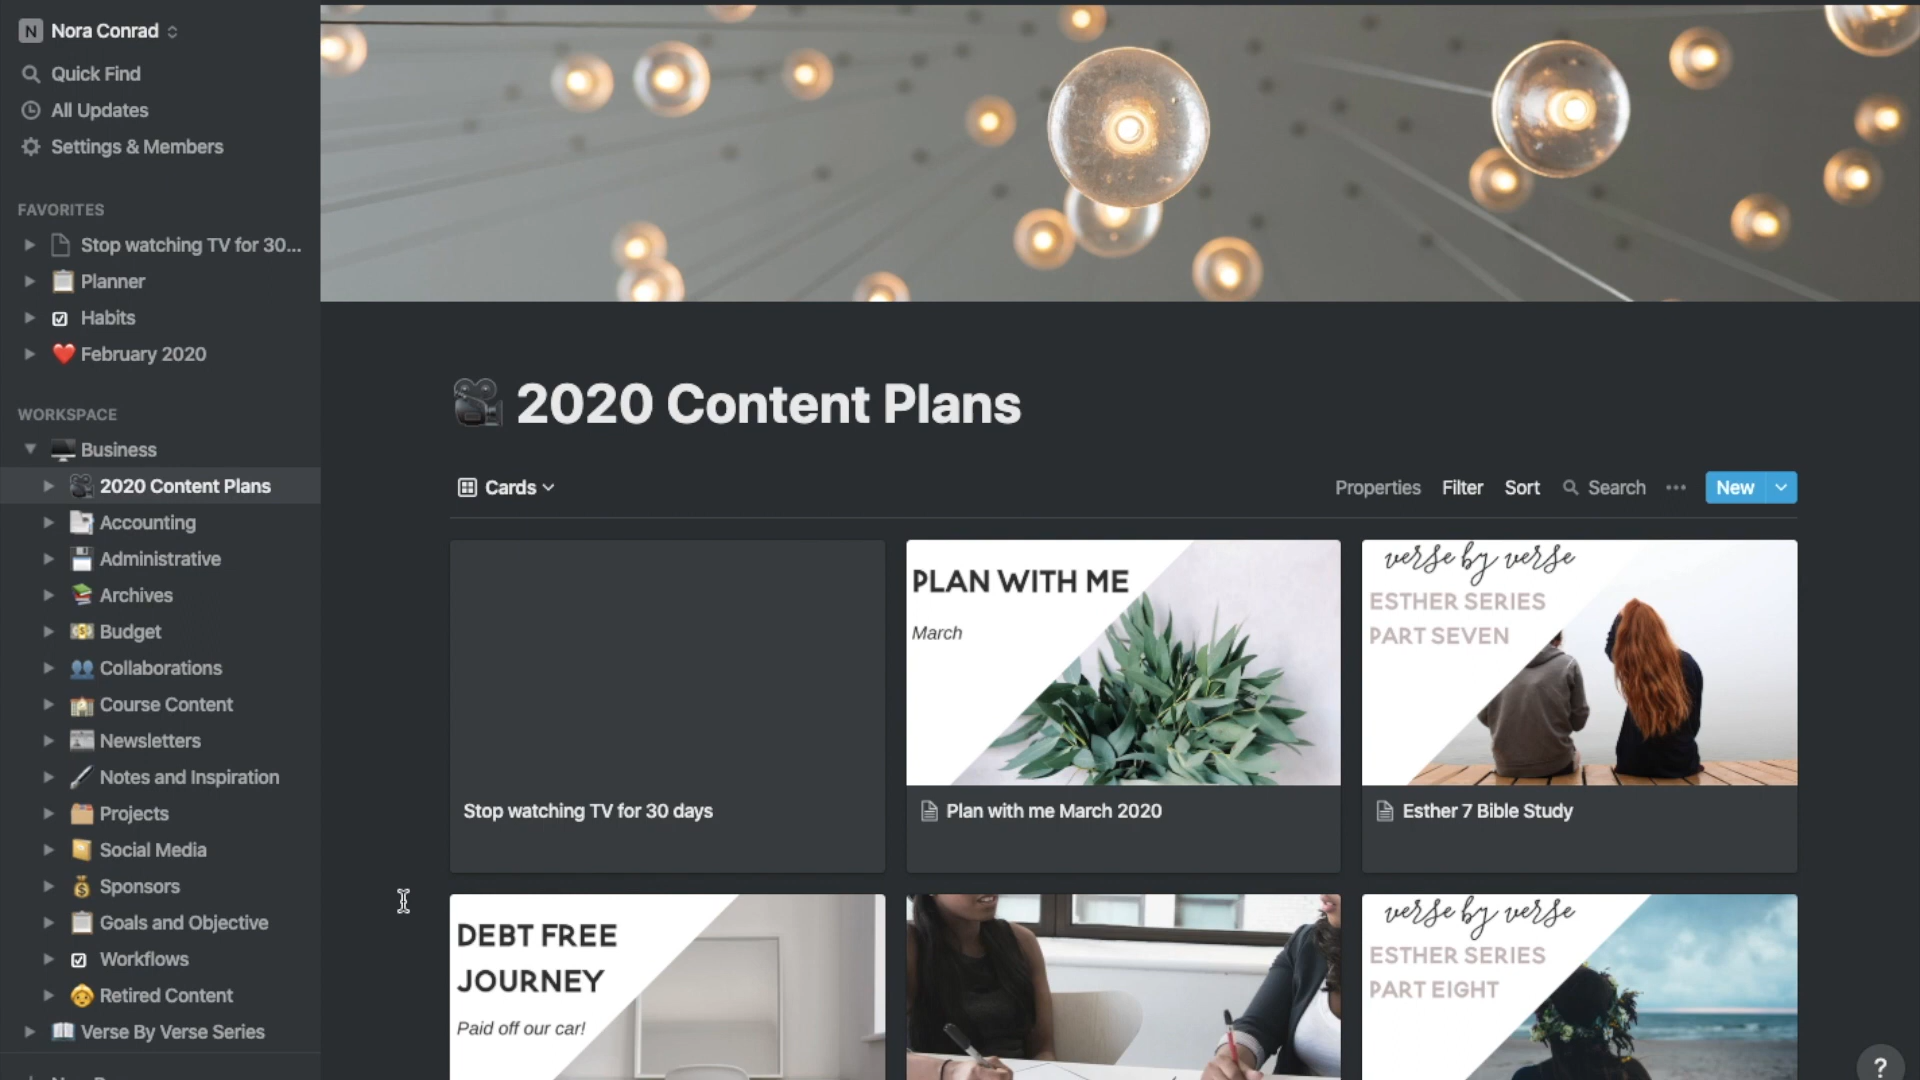 N Nora Conrad
Quick Find
All Updates
Settings & Members
FAVORITES
Stop watching TV for 30...
Planner
Habits
February 2020
WORKSPACE
Business
2020 Content Plans
Accounting
Administrative
Archives
Budget
Collaborations
Course Content
Newsletters
Notes and Inspiration
Projects
Social Media
Sponsors
Goals and Objective
Workflows
Retired Content
Verse By Verse Series
2020 Content Plans
Cards
Properties Filter Sort Search ... New
Stop watching TV for 30 days
PLAN WITH ME
March
Plan with me March 2020
verse by verse
ESTHER SERIES
PART SEVEN
Esther 7 Bible Study
DEBT FREE
JOURNEY
Paid off our car!
verse by verse
ESTHER SERIES
PART EIGHT
?